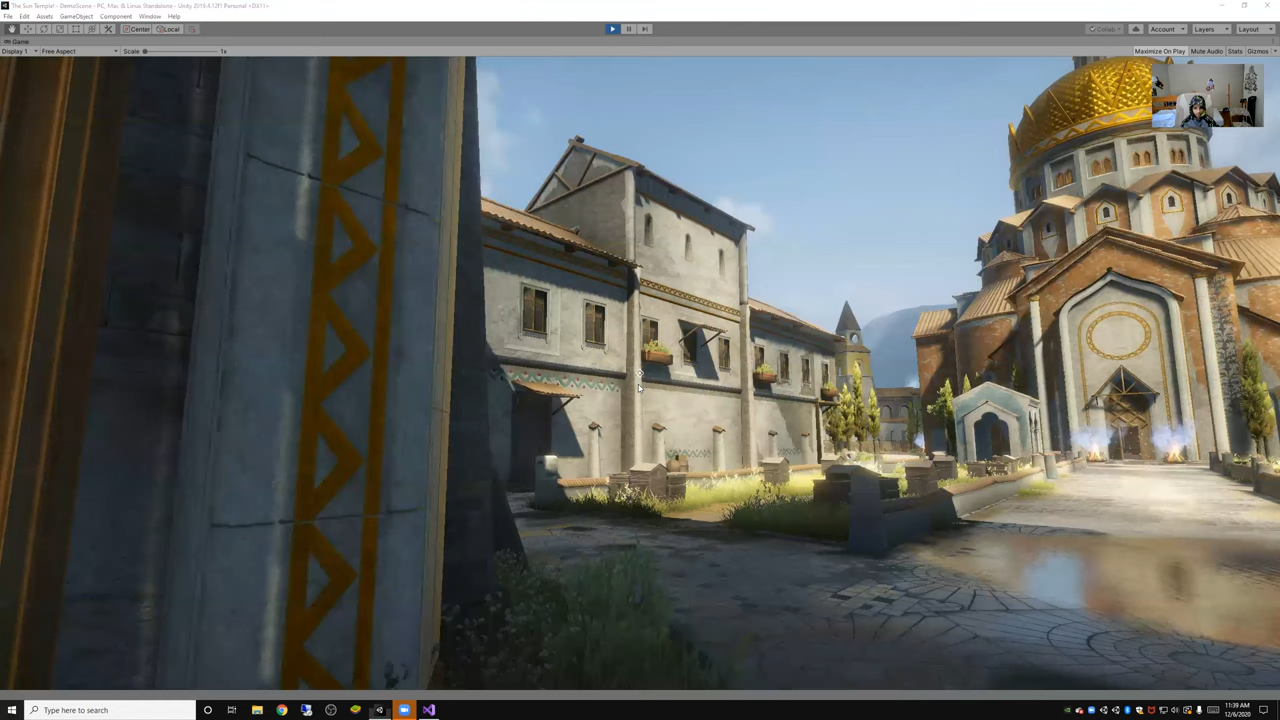 The Sun Temple - DemoScene - PC, Mac & Linux Standalone - Unity 2019.4.12f1 Personal <DX11>
File Edit Assets GameObject Component Window Help
Center Local Collab Account Layers Layout
Game
Display 1 Free Aspect Scale 1x Maximize On Play Mute Audio Stats Gizmos
Type here to search
11:39 AM
12/6/2020